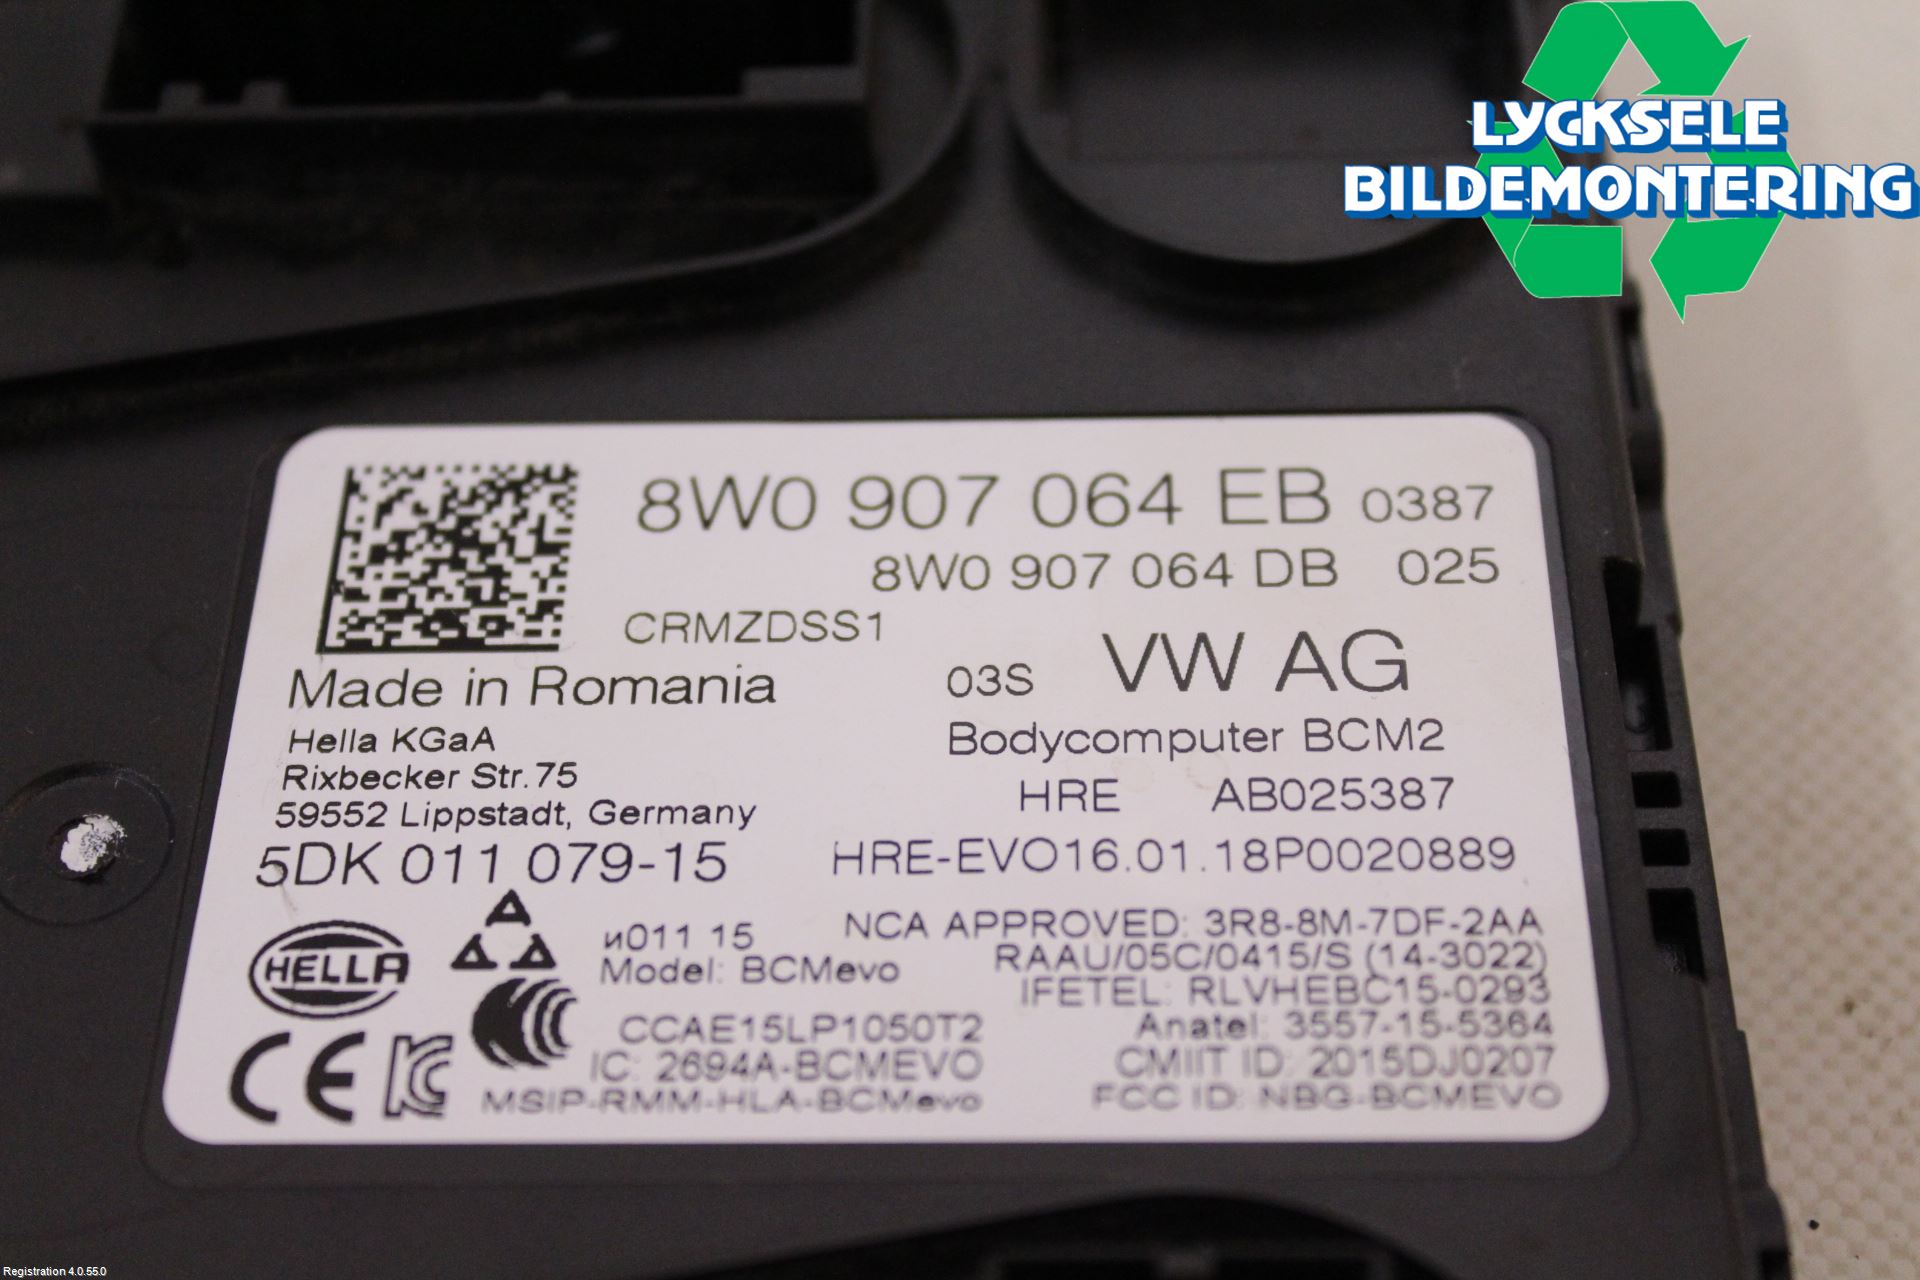 LYCKSELE
BILDEMONTERING
8W0 907 064 EB 0387
8W0 907 064 DB 025
CRMZDSS1
Made in Romania
03S VW AG
Hella KGaA
Bodycomputer BCM2
Rixbecker Str.75
HRE AB025387
59552 Lippstadt, Germany
5DK 011 079-15
HRE-EVO16.01.18P0020889
HELLA
и011 15
NCA APPROVED: 3R8-8M-7DF-2AA
Model: BCMevo
RAAU/05C/0415/S (14-3022)
IFETEL: RLVHEBC15-0293
CCAE15LP1050T2
Anatel: 3557-15-5364
IC: 2694A-BCMEVO
CMIIT ID: 2015DJ0207
CE
MSIP-RMM-HLA-BCMevo
FCC ID: NBG-BCMEVO
Registration 4.0.55.0